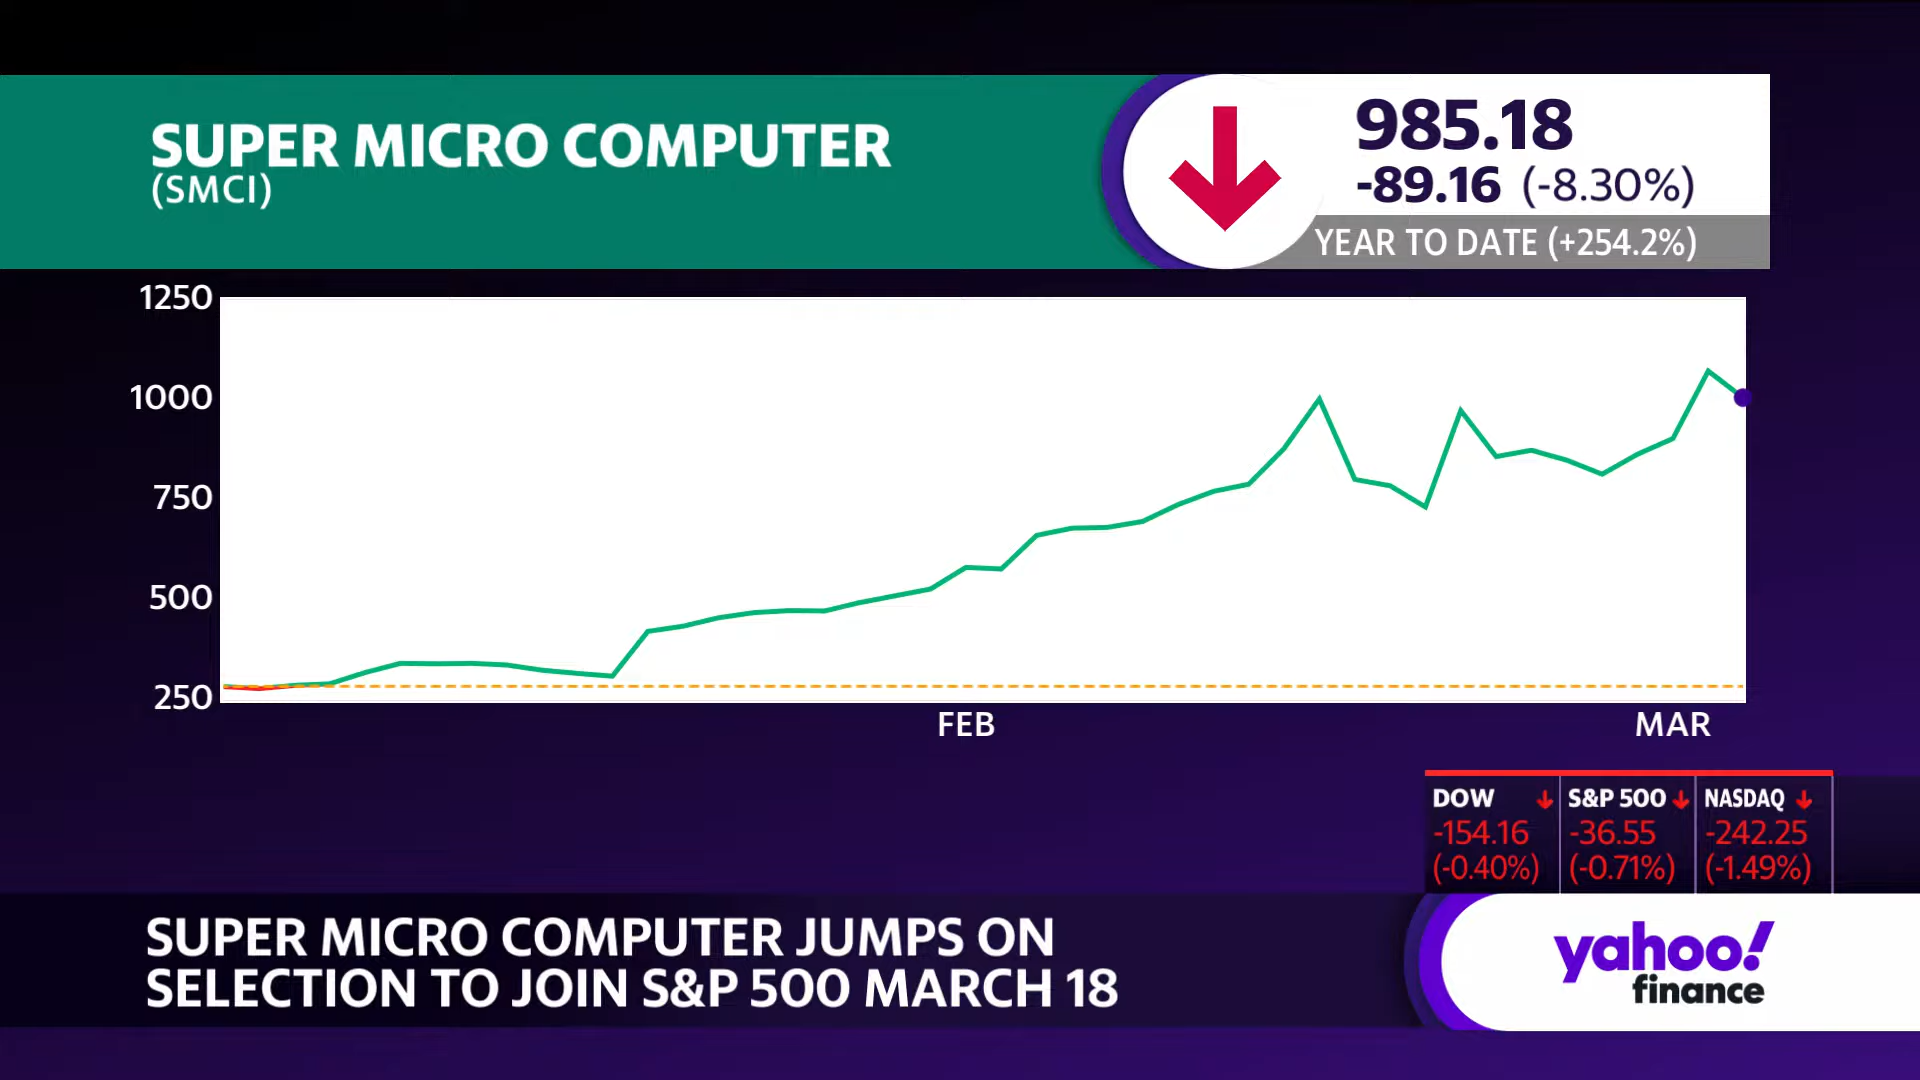 SUPER MICRO COMPUTER
(SMCI)
985.18
-89.16 (-8.30%)
YEAR TO DATE (+254.2%)
1250
1000
750
500
250
FEB
MAR
DOW
-154.16
(-0.40%)
S&P 500
-36.55
(-0.71%)
NASDAQ
-242.25
(-1.49%)
SUPER MICRO COMPUTER JUMPS ON
SELECTION TO JOIN S&P 500 MARCH 18
yahoo!
finance